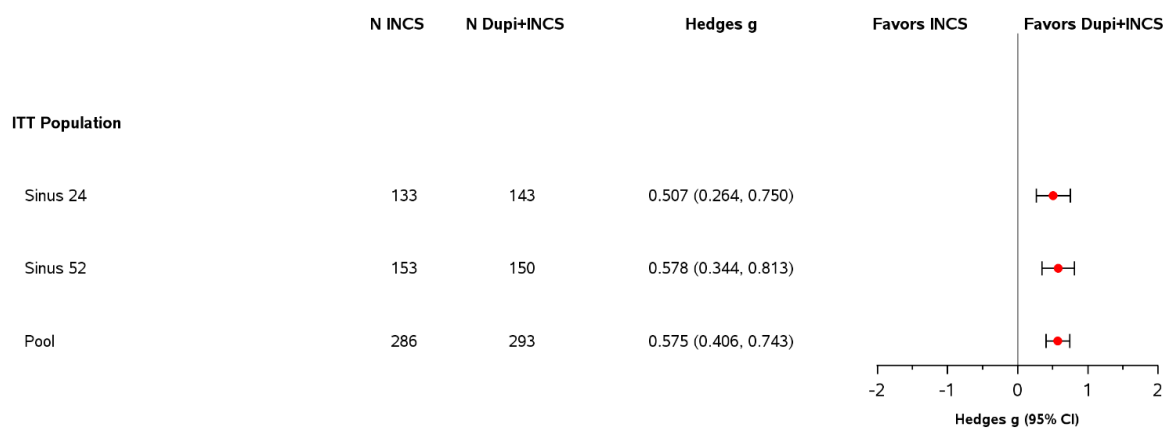 N INCS N Dupi+INCS Hedges g Favors INCS Favors Dupi+INCS
ITT Population
Sinus 24 133 143 0.507 (0.264, 0.750)
Sinus 52 153 150 0.578 (0.344, 0.813)
Pool 286 293 0.575 (0.406, 0.743)
-2 -1 0 1 2
Hedges g (95% CI)